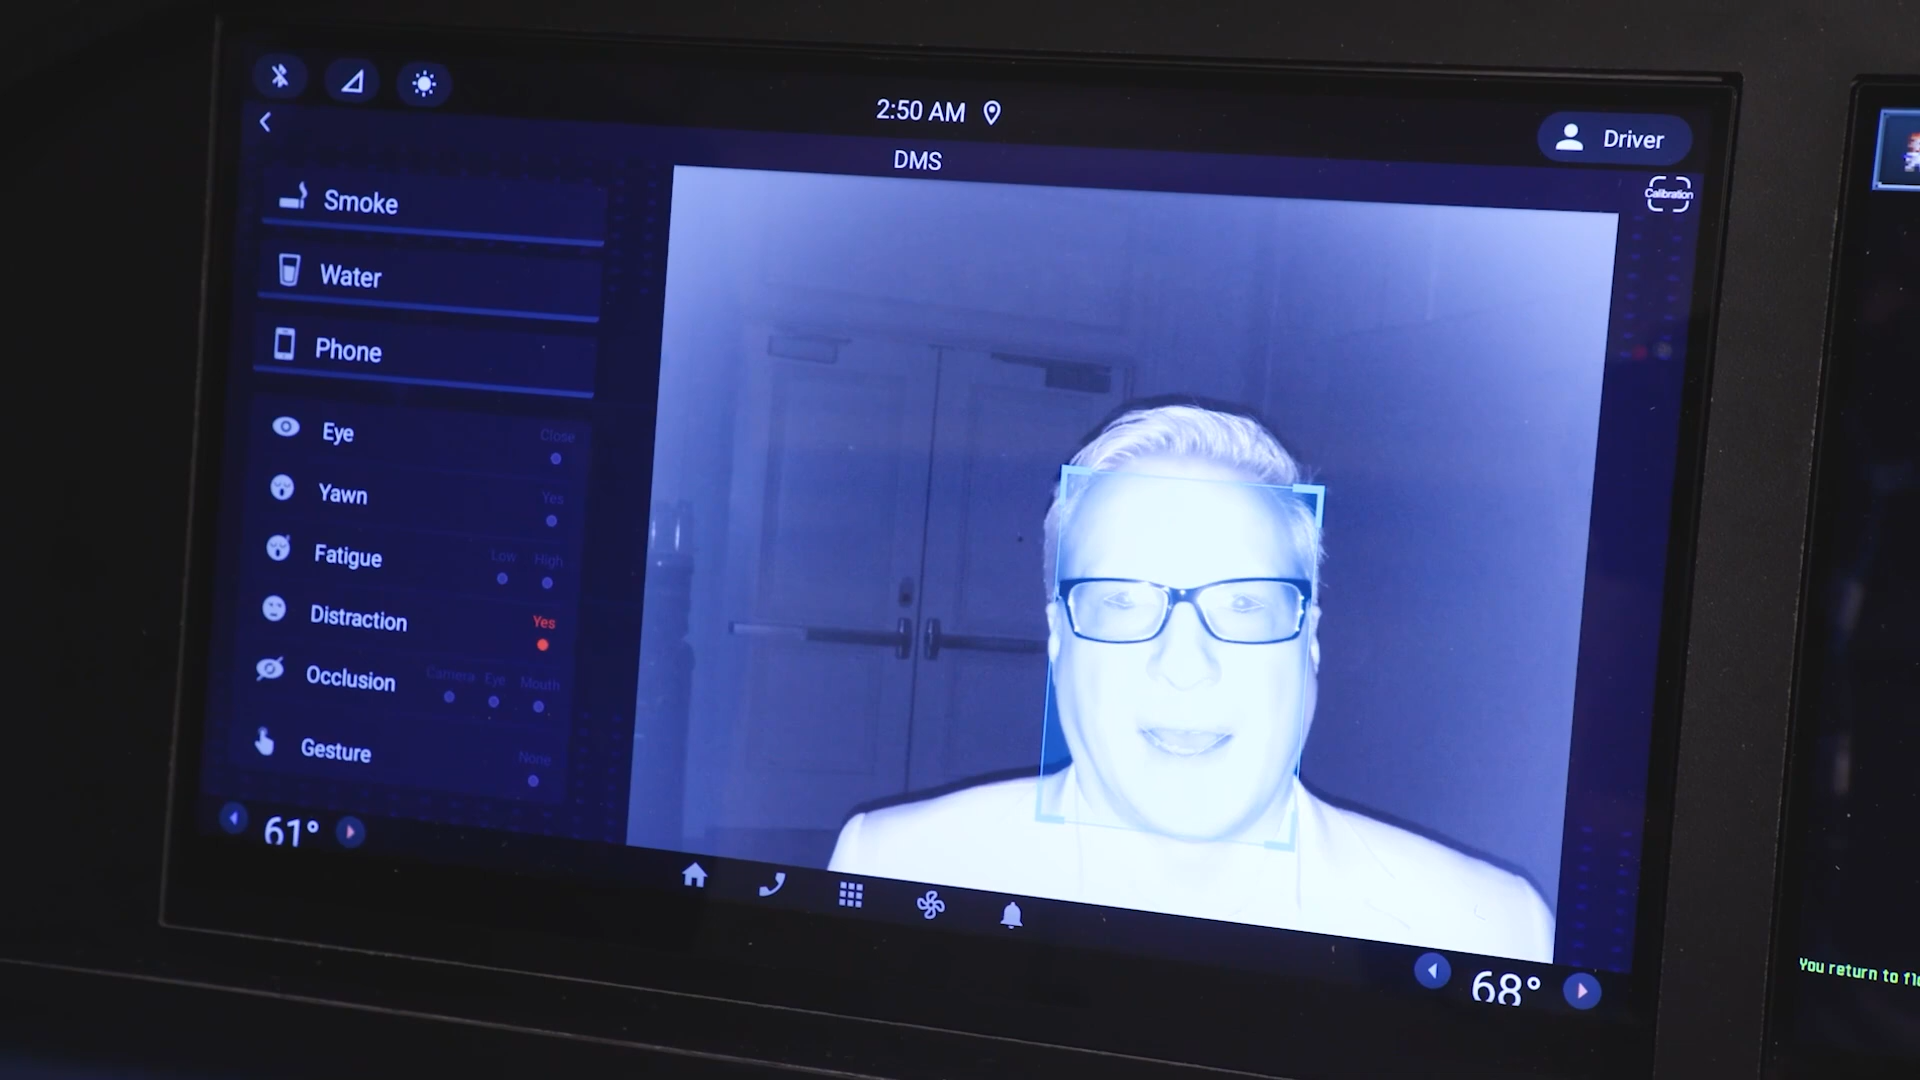 2:50 AM
Driver
DMS
Calibration
Smoke
Water
Phone
Eye
Close
Yawn
Yes
Fatigue
Low High
Distraction
Yes
Occlusion
Camera Eye Mouth
Gesture
None
61°
68°
You return to